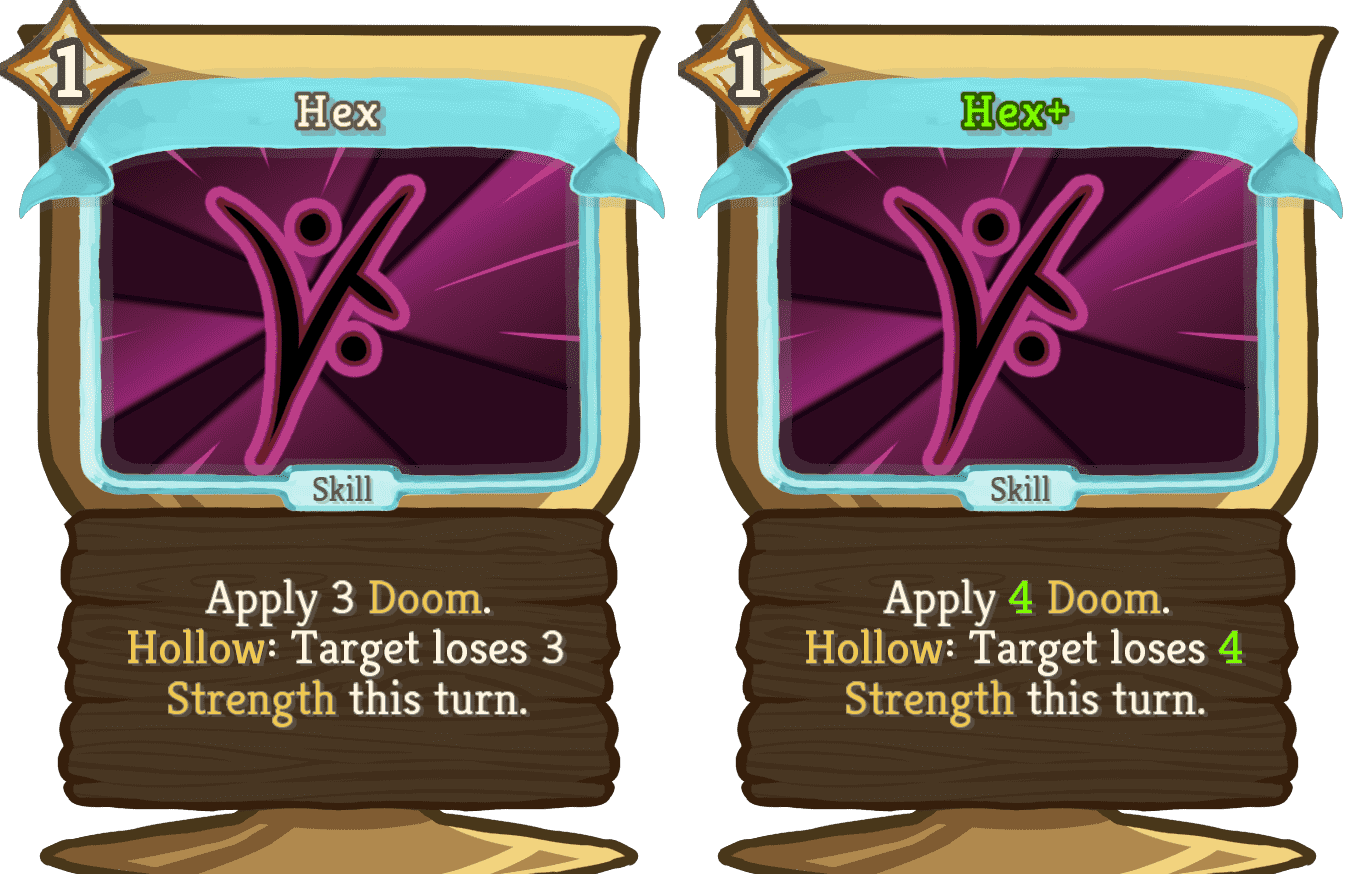 1
Hex
Skill
Apply 3 Doom.
Hollow: Target loses 3
Strength this turn.
1
Hex+
Skill
Apply 4 Doom.
Hollow: Target loses 4
Strength this turn.